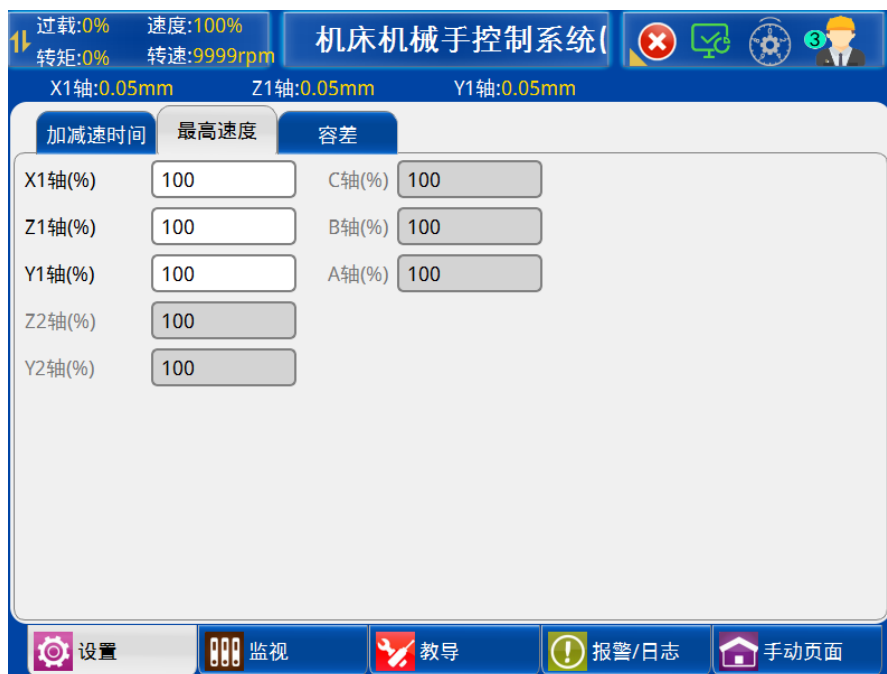 过载:0% 速度:100%
机床机械手控制系统(
3
转矩:0% 转速:9999rpm
X1轴:0.05mm Z1轴:0.05mm Y1轴:0.05mm
加减速时间 最高速度 容差
X1轴(%) 100 C轴(%) 100
Z1轴(%) 100 B轴(%) 100
Y1轴(%) 100 A轴(%) 100
Z2轴(%) 100
Y2轴(%) 100
设置 监视 教导 报警/日志 手动页面